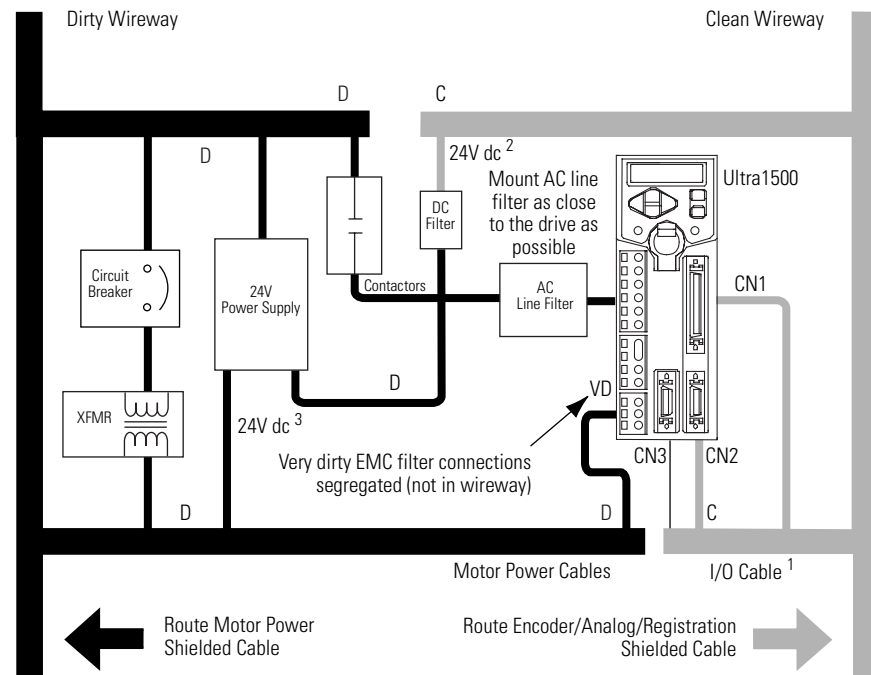 Dirty Wireway
Clean Wireway
D
C
D
24V dc 2
Mount AC line
filter as close
to the drive as
possible
Ultra1500
DC
Filter
Circuit
Breaker
24V
Power Supply
Contactors
AC
Line Filter
CN1
D
VD
XFMR
24V dc 3
Very dirty EMC filter connections
segregated (not in wireway)
CN3
CN2
D
D
C
Motor Power Cables
I/O Cable 1
Route Motor Power
Shielded Cable
Route Encoder/Analog/Registration
Shielded Cable